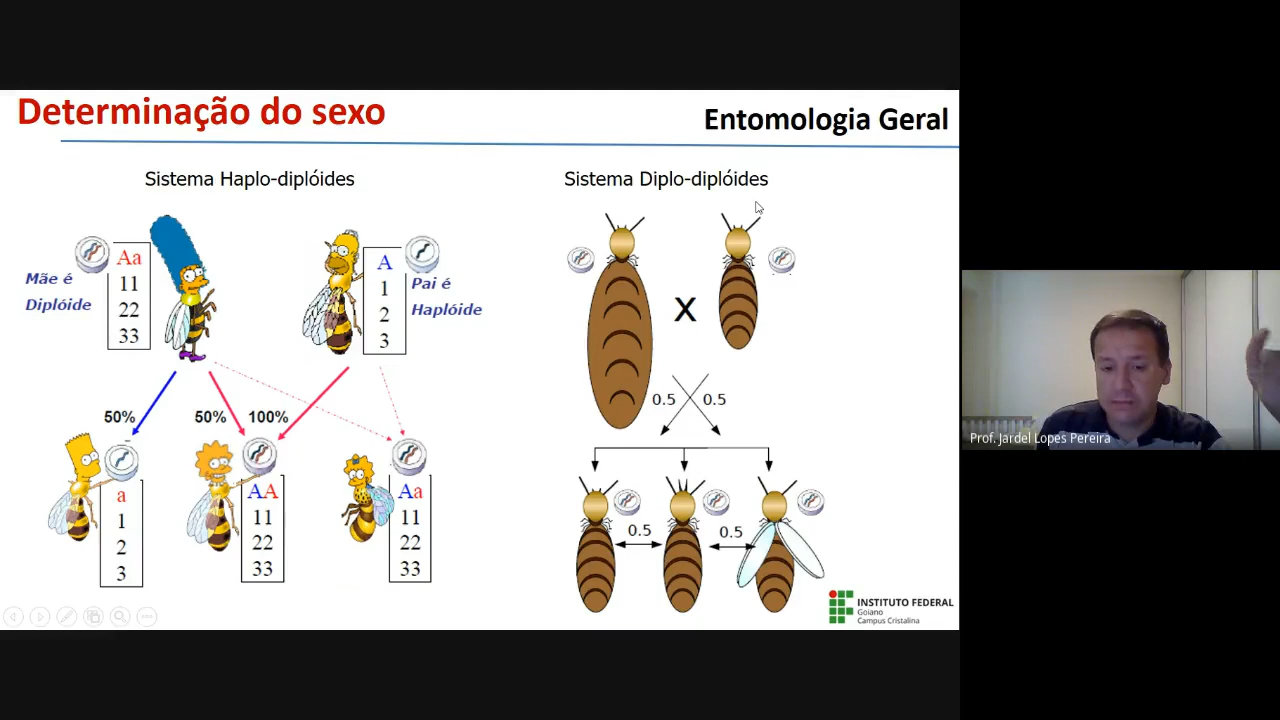 Determinação do sexo
Entomologia Geral
Sistema Haplo-diplóides
Sistema Diplo-diplóides
Mãe é
Diplóide
Aa
11
22
33
A
1
2
3
Pai é
Haplóide
50%
50%
100%
a
1
2
3
AA
11
22
33
Aa
11
22
33
X
0.5
0.5
0.5
0.5
INSTITUTO FEDERAL
Goiano
Campus Cristalina
Prof. Jardel Lopes Pereira